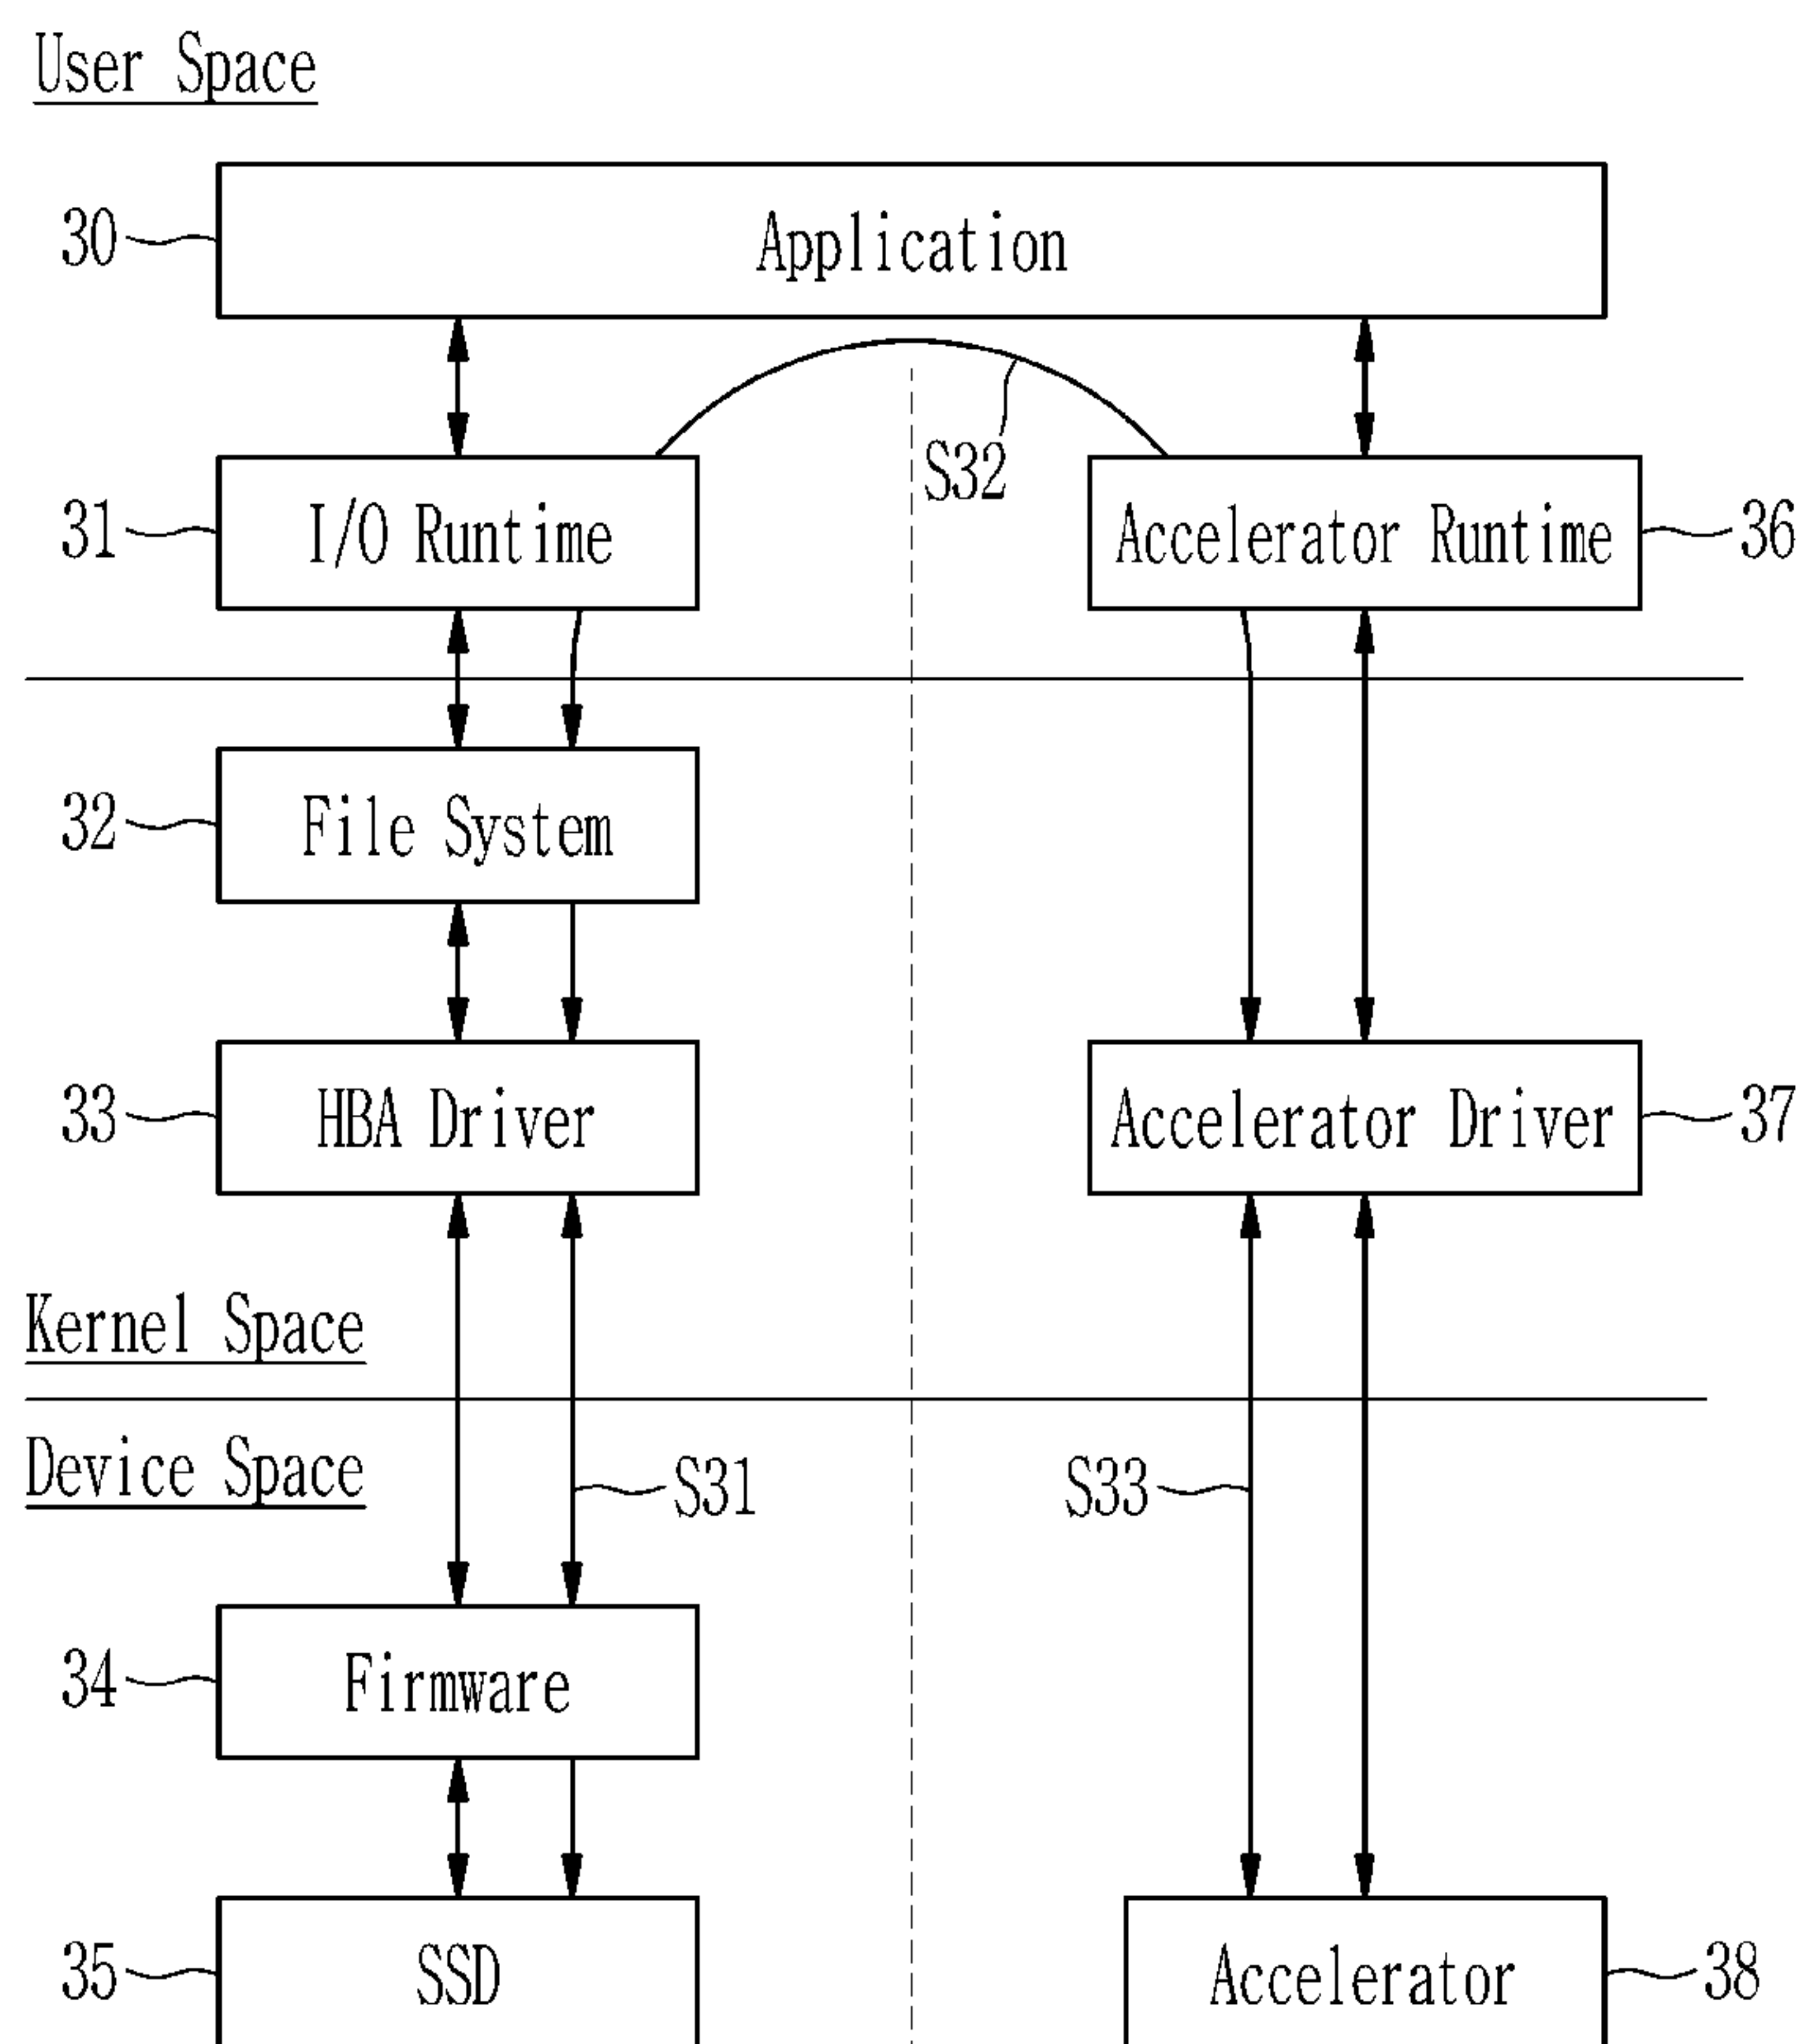 User Space
30
Application
S32
31
I/O Runtime
Accelerator Runtime
36
32
File System
33
HBA Driver
Accelerator Driver
37
Kernel Space
Device Space
S31
S33
34
Firmware
35
SSD
Accelerator
38